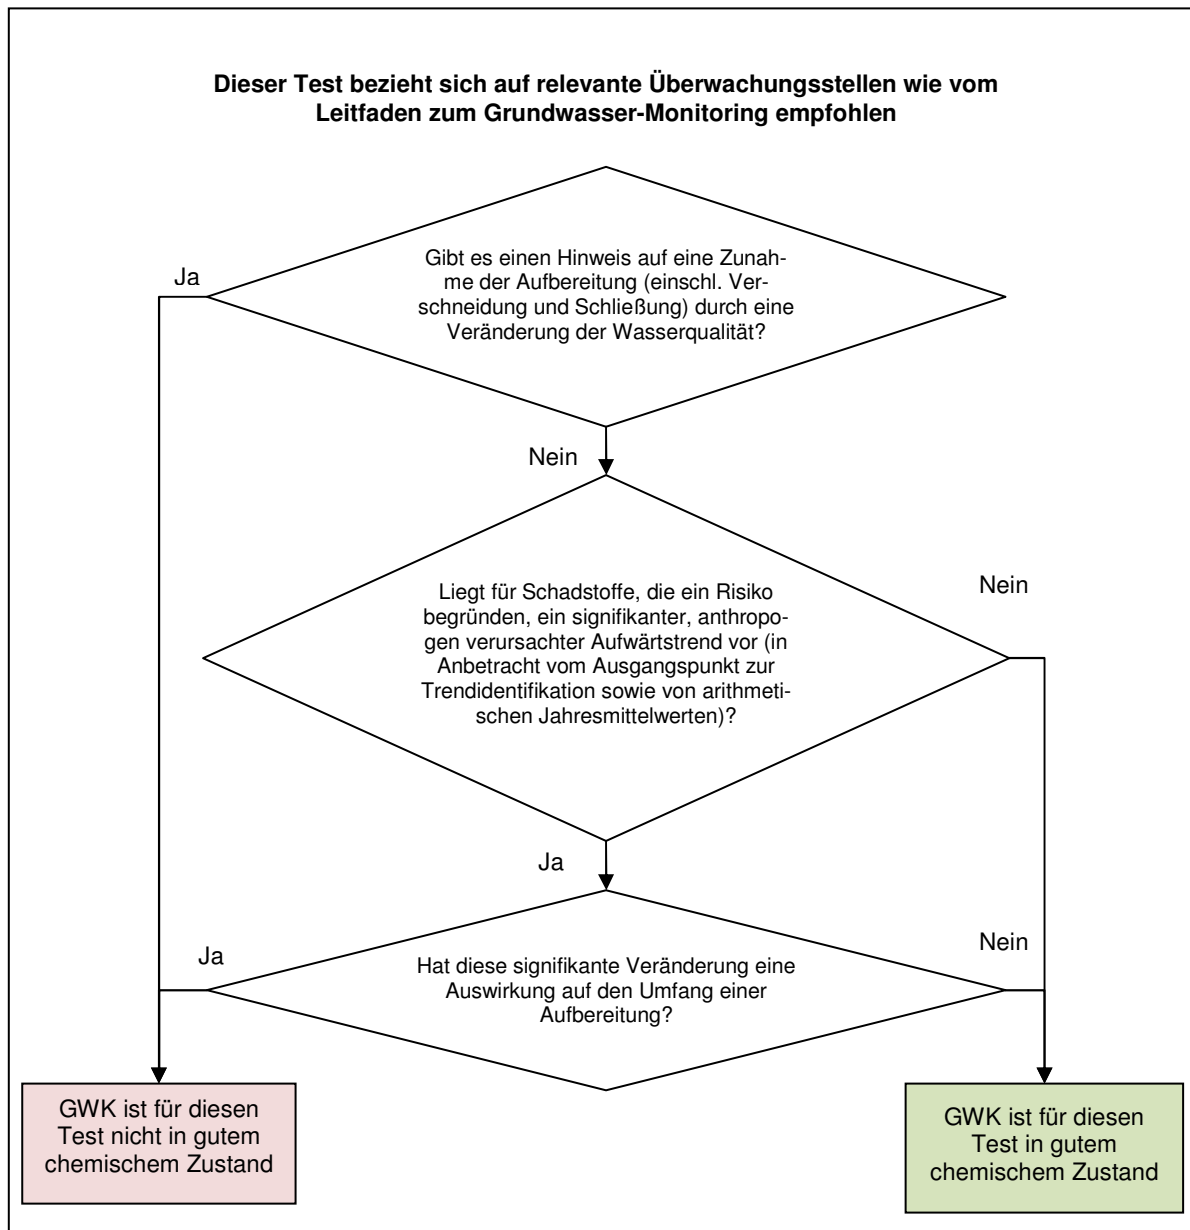 Dieser Test bezieht sich auf relevante Überwachungsstellen wie vom
Leitfaden zum Grundwasser-Monitoring empfohlen
Gibt es einen Hinweis auf eine Zunah-
me der Aufbereitung (einschl. Ver-
schneidung und Schließung) durch eine
Veränderung der Wasserqualität?
Ja
Nein
Liegt für Schadstoffe, die ein Risiko
begründen, ein signifikanter, anthropo-
gen verursachter Aufwärtstrend vor (in
Anbetracht vom Ausgangspunkt zur
Trendidentifikation sowie von arithmeti-
schen Jahresmittelwerten)?
Nein
Ja
Hat diese signifikante Veränderung eine
Auswirkung auf den Umfang einer
Aufbereitung?
Ja
Nein
GWK ist für diesen
Test nicht in gutem
chemischem Zustand
GWK ist für diesen
Test in gutem
chemischem Zustand